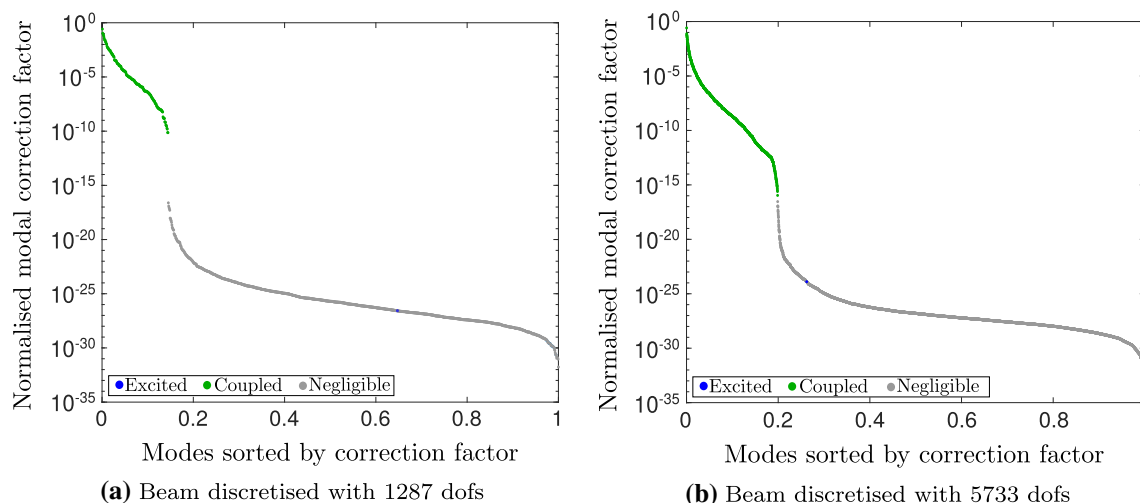 Normalised modal correction factor
10^0
10^-5
10^-10
10^-15
10^-20
10^-25
10^-30
10^-35
Excited Coupled Negligible
0 0.2 0.4 0.6 0.8 1
Modes sorted by correction factor
(a) Beam discretised with 1287 dofs
Normalised modal correction factor
10^0
10^-5
10^-10
10^-15
10^-20
10^-25
10^-30
10^-35
Excited Coupled Negligible
0 0.2 0.4 0.6 0.8
Modes sorted by correction factor
(b) Beam discretised with 5733 dofs